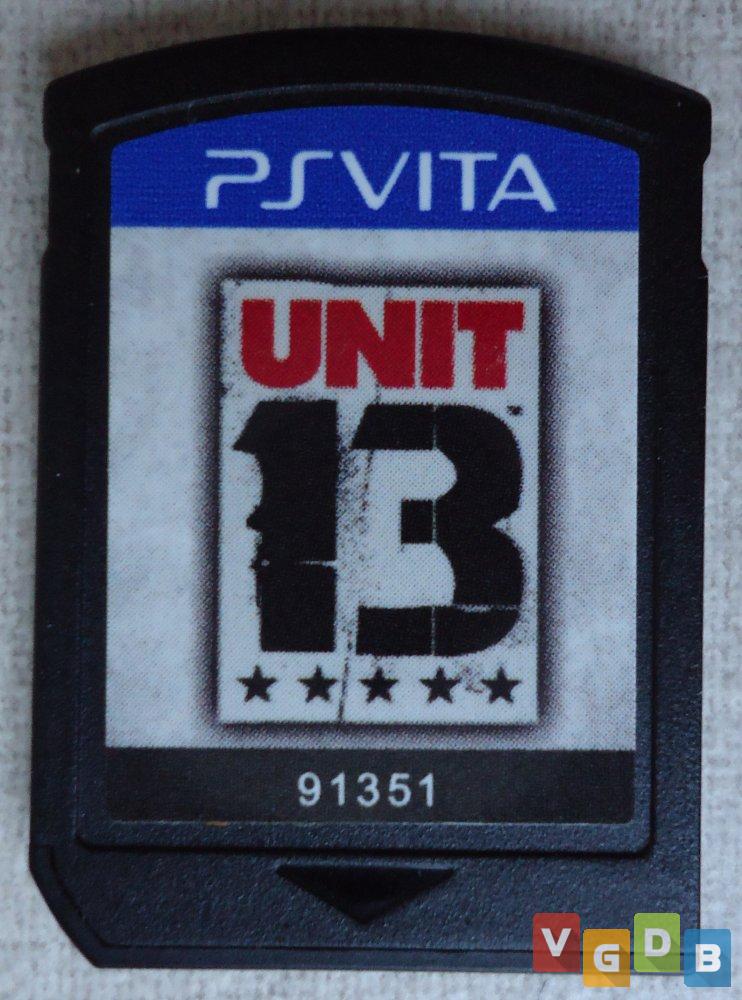 PSVITA
UNIT
13
91351
VGDB